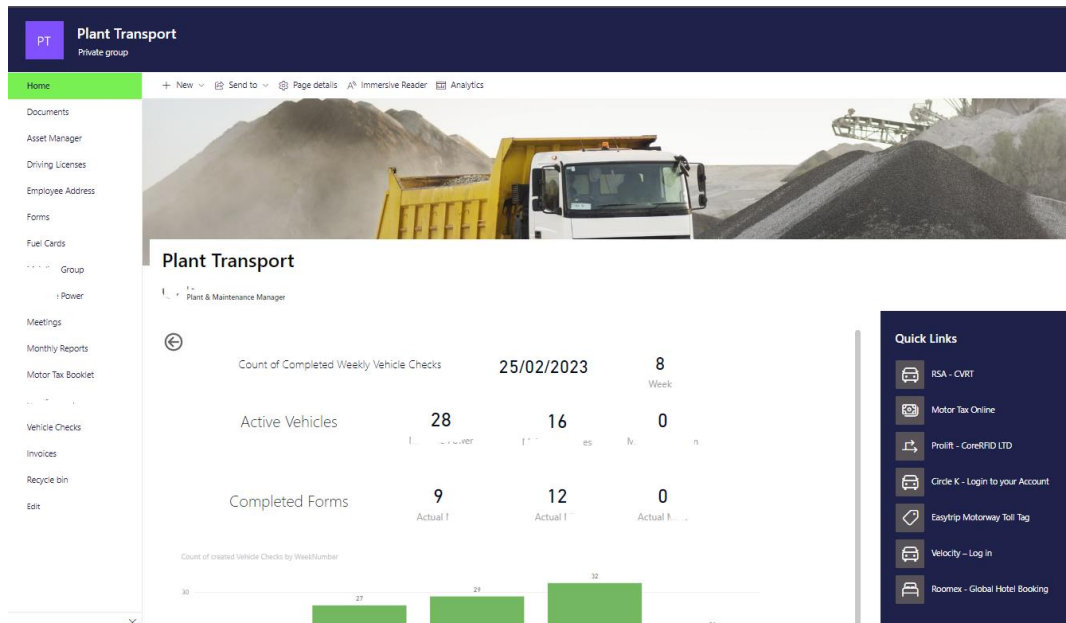 PT
Plant Transport
Private group
Home
Documents
Asset Manager
Driving Licenses
Employee Address
Forms
Fuel Cards
Group
Power
Meetings
Monthly Reports
Motor Tax Booklet
Vehicle Checks
Invoices
Recycle bin
Edit
+ New Send to Page details Immersive Reader Analytics
Plant Transport
Plant & Maintenance Manager
Count of Completed Weekly Vehicle Checks 25/02/2023 8
Week
Active Vehicles 28 16 0
Completed Forms 9 12 0
Actual Actual Actual
Count of created Vehicle Checks by WeekNumber
30 27 29 32
Quick Links
RSA - CVRT
Motor Tax Online
Prolift - CoreRFID LTD
Circle K - Login to your Account
Easytrip Motorway Toll Tag
Velocity – Log in
Roomex - Global Hotel Booking